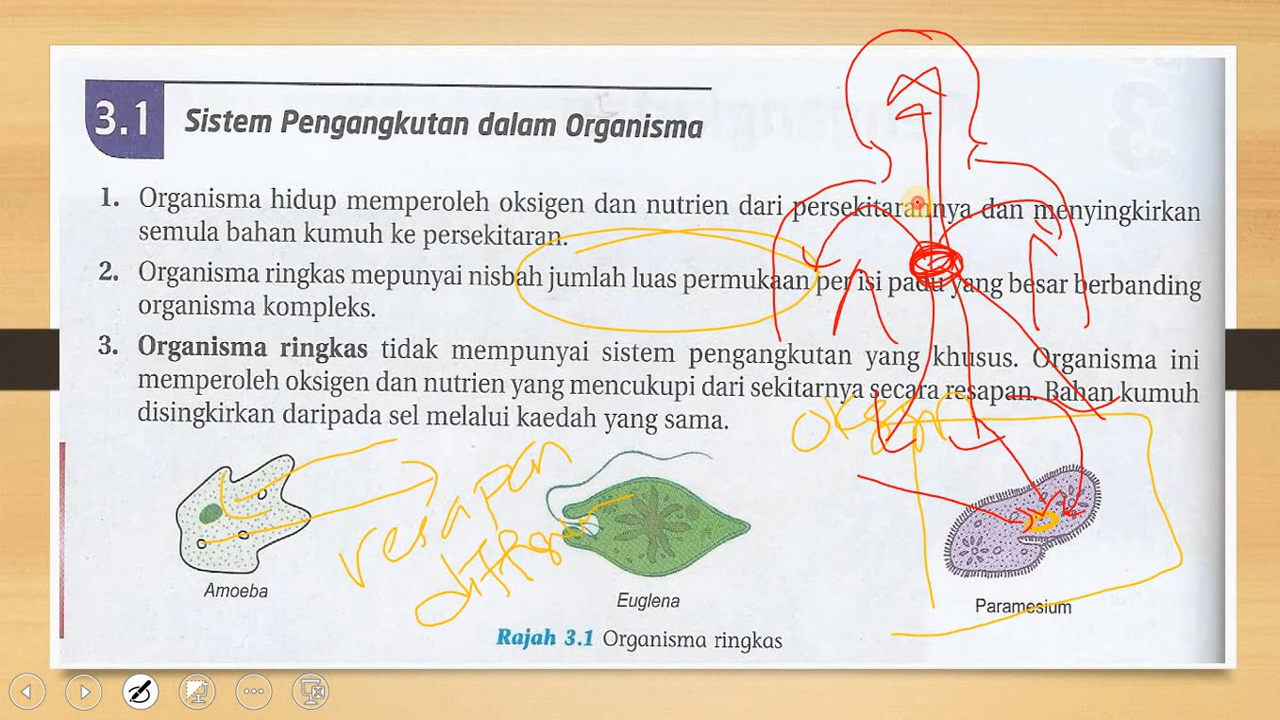 3.1 Sistem Pengangkutan dalam Organisma
1. Organisma hidup memperoleh oksigen dan nutrien dari persekitarannya dan menyingkirkan
semula bahan kumuh ke persekitaran.
2. Organisma ringkas mepunyai nisbah jumlah luas permukaan per isi padu yang besar berbanding
organisma kompleks.
3. Organisma ringkas tidak mempunyai sistem pengangkutan yang khusus. Organisma ini
memperoleh oksigen dan nutrien yang mencukupi dari sekitarnya secara resapan. Bahan kumuh
disingkirkan daripada sel melalui kaedah yang sama.
resapan
Amoeba
Euglena
Paramesium
Rajah 3.1 Organisma ringkas